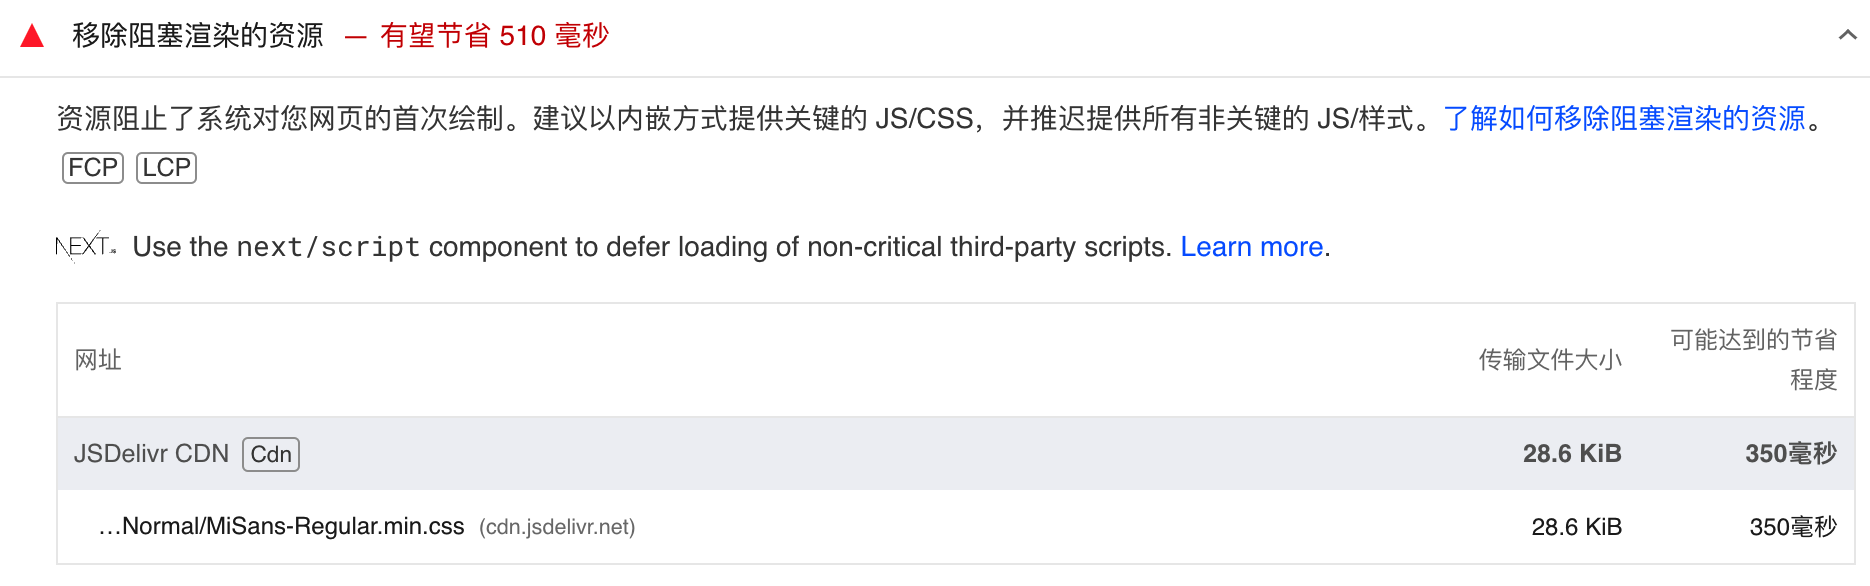 移除阻塞渲染的资源 — 有望节省 510 毫秒
资源阻止了系统对您网页的首次绘制。建议以内嵌方式提供关键的 JS/CSS，并推迟提供所有非关键的 JS/样式。了解如何移除阻塞渲染的资源。
FCP LCP
NEXT.JS Use the next/script component to defer loading of non-critical third-party scripts. Learn more.
网址 传输文件大小 可能达到的节省
程度
JSDelivr CDN Cdn 28.6 KiB 350毫秒
…Normal/MiSans-Regular.min.css (cdn.jsdelivr.net) 28.6 KiB 350毫秒